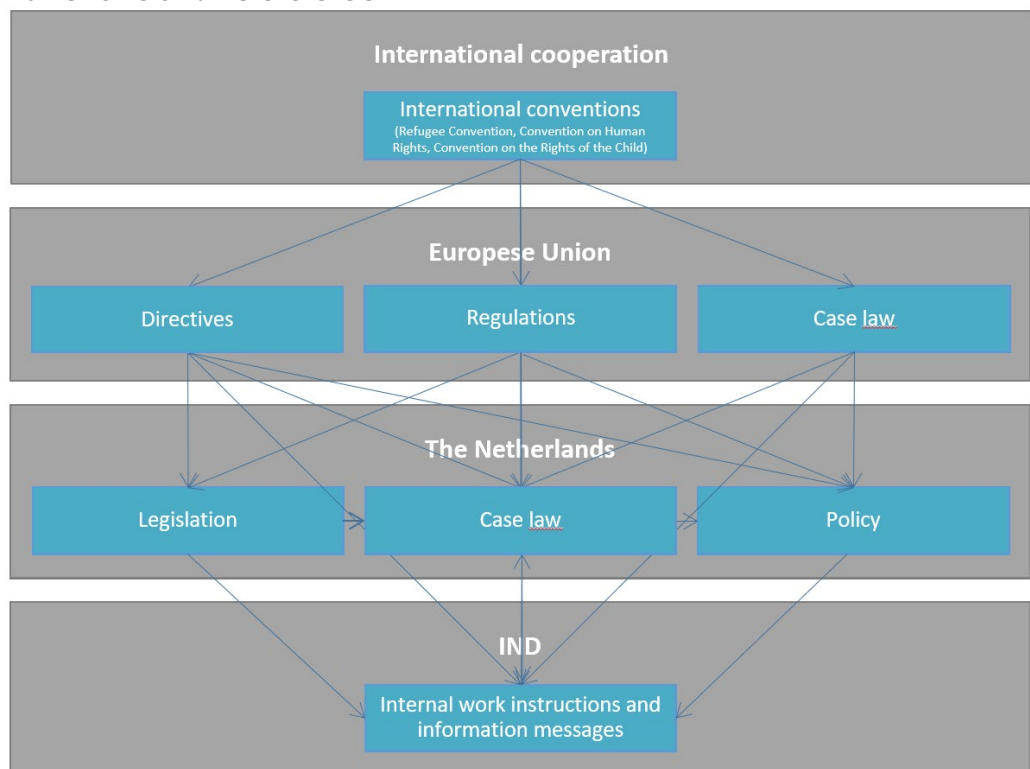 International cooperation
International conventions
(Refugee Convention, Convention on Human
Rights, Convention on the Rights of the Child)
Europese Union
Directives
Regulations
Case law
The Netherlands
Legislation
Case law
Policy
IND
Internal work instructions and
information messages